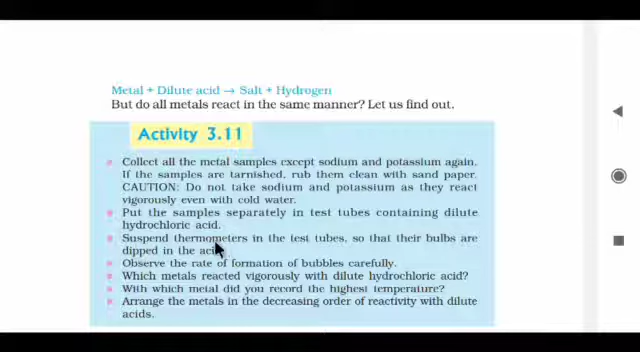 Metal + Dilute acid → Salt + Hydrogen
But do all metals react in the same manner? Let us find out.
Activity 3.11
Collect all the metal samples except sodium and potassium again.
If the samples are tarnished, rub them clean with sand paper.
CAUTION: Do not take sodium and potassium as they react
vigorously even with cold water.
Put the samples separately in test tubes containing dilute
hydrochloric acid.
Suspend thermometers in the test tubes, so that their bulbs are
dipped in the
Observe the rate of formation of bubbles carefully.
Which metals reacted vigorously with dilute hydrochloric acid?
With which metal did you record the highest temperature?
Arrange the metals in the decreasing order of reactivity with dilute
acids.